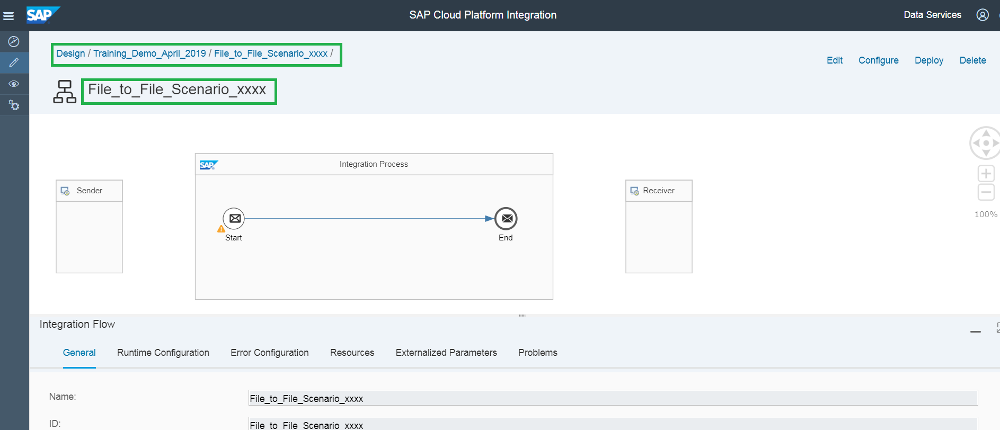 SAP SAP Cloud Platform Integration Data Services
Design / Training_Demo_April_2019 / File_to_File_Scenario_xxxx /
Edit Configure Deploy Delete
File_to_File_Scenario_xxxx
SAP Integration Process
Sender
Receiver
100%
Start
End
Integration Flow
General Runtime Configuration Error Configuration Resources Externalized Parameters Problems
Name: File_to_File_Scenario_xxxx
ID: File_to_File_Scenario_xxxx